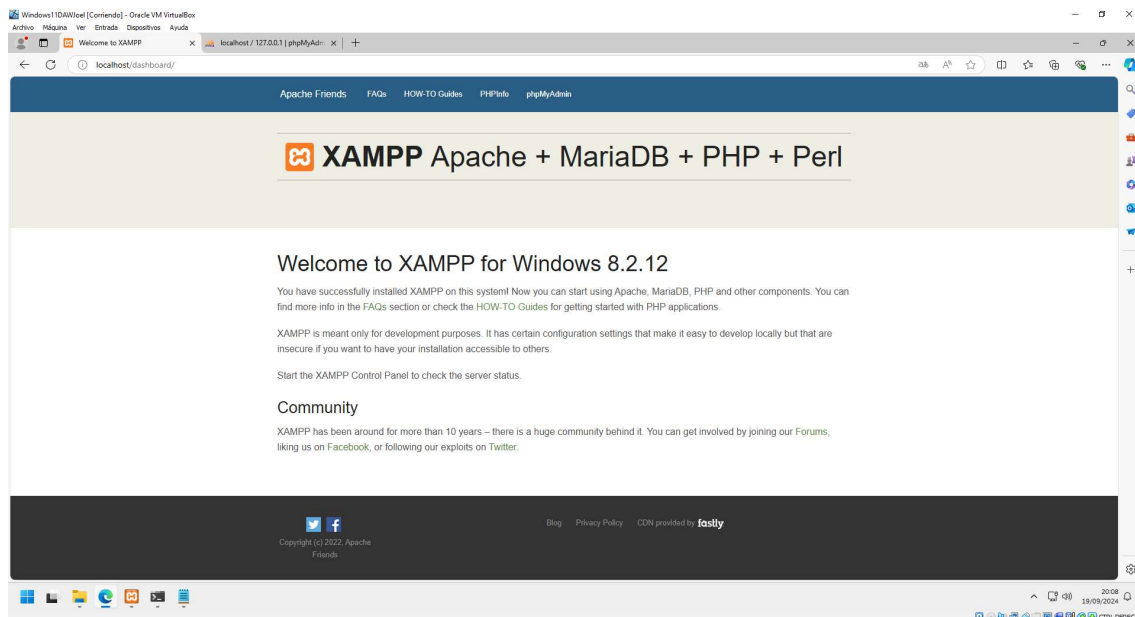 Windows11DAWJoel [Corriendo] - Oracle VM VirtualBox
Archivo Máquina Ver Entrada Dispositivos Ayuda
Welcome to XAMPP
localhost / 127.0.0.1 | phpMyAdm
localhost/dashboard/
Apache Friends FAQs HOW-TO Guides PHPInfo phpMyAdmin
XAMPP Apache + MariaDB + PHP + Perl
Welcome to XAMPP for Windows 8.2.12
You have successfully installed XAMPP on this system! Now you can start using Apache, MariaDB, PHP and other components. You can
find more info in the FAQs section or check the HOW-TO Guides for getting started with PHP applications.
XAMPP is meant only for development purposes. It has certain configuration settings that make it easy to develop locally but that are
insecure if you want to have your installation accessible to others.
Start the XAMPP Control Panel to check the server status.
Community
XAMPP has been around for more than 10 years – there is a huge community behind it. You can get involved by joining our Forums,
liking us on Facebook, or following our exploits on Twitter.
Blog Privacy Policy CDN provided by fastly
Copyright (c) 2022, Apache
Friends
20:08
19/09/2024